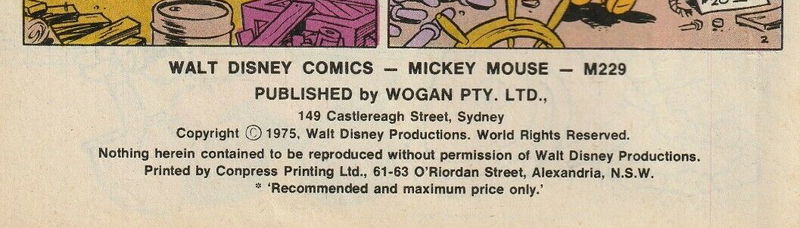 2
WALT DISNEY COMICS — MICKEY MOUSE — M229
PUBLISHED by WOGAN PTY. LTD.,
149 Castlereagh Street, Sydney
Copyright Ⓒ 1975, Walt Disney Productions. World Rights Reserved.
Nothing herein contained to be reproduced without permission of Walt Disney Productions.
Printed by Conpress Printing Ltd., 61-63 O'Riordan Street, Alexandria, N.S.W.
* 'Recommended and maximum price only.'